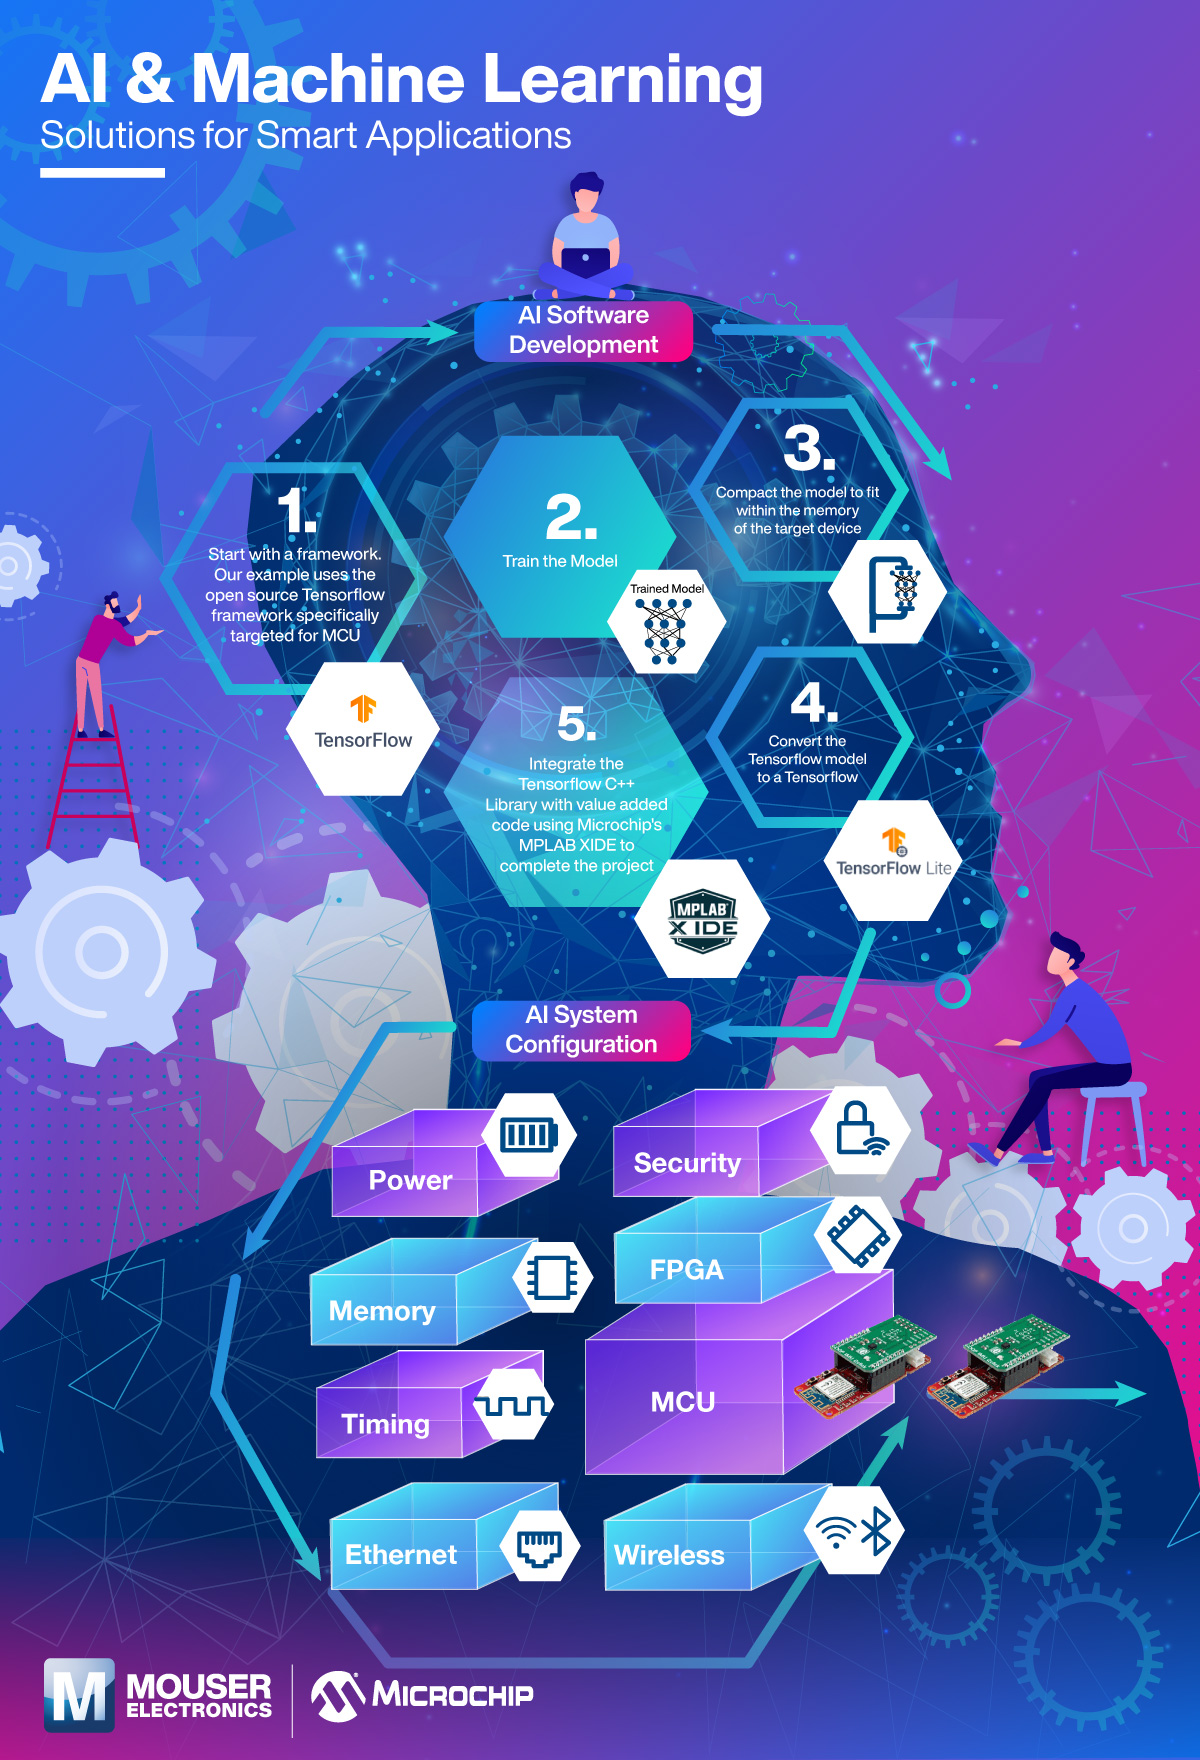 AI & Machine Learning
Solutions for Smart Applications
AI Software
Development
1.
Start with a framework.
Our example uses the
open source Tensorflow
framework specifically
targeted for MCU
TensorFlow
2.
Train the Model
Trained Model
3.
Compact the model to fit
within the memory
of the target device
4.
Convert the
Tensorflow model
to a Tensorflow
TensorFlow Lite
5.
Integrate the
Tensorflow C++
Library with value added
code using Microchip's
MPLAB XIDE to
complete the project
MPLAB
X IDE
AI System
Configuration
Power
Security
Memory
FPGA
Timing
MCU
Ethernet
Wireless
M
MOUSER
ELECTRONICS
MICROCHIP